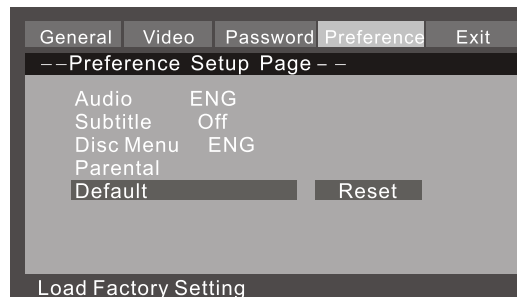 General Video Password Preference Exit
--Preference Setup Page--
Audio ENG
Subtitle Off
Disc Menu ENG
Parental
Default Reset
Load Factory Setting